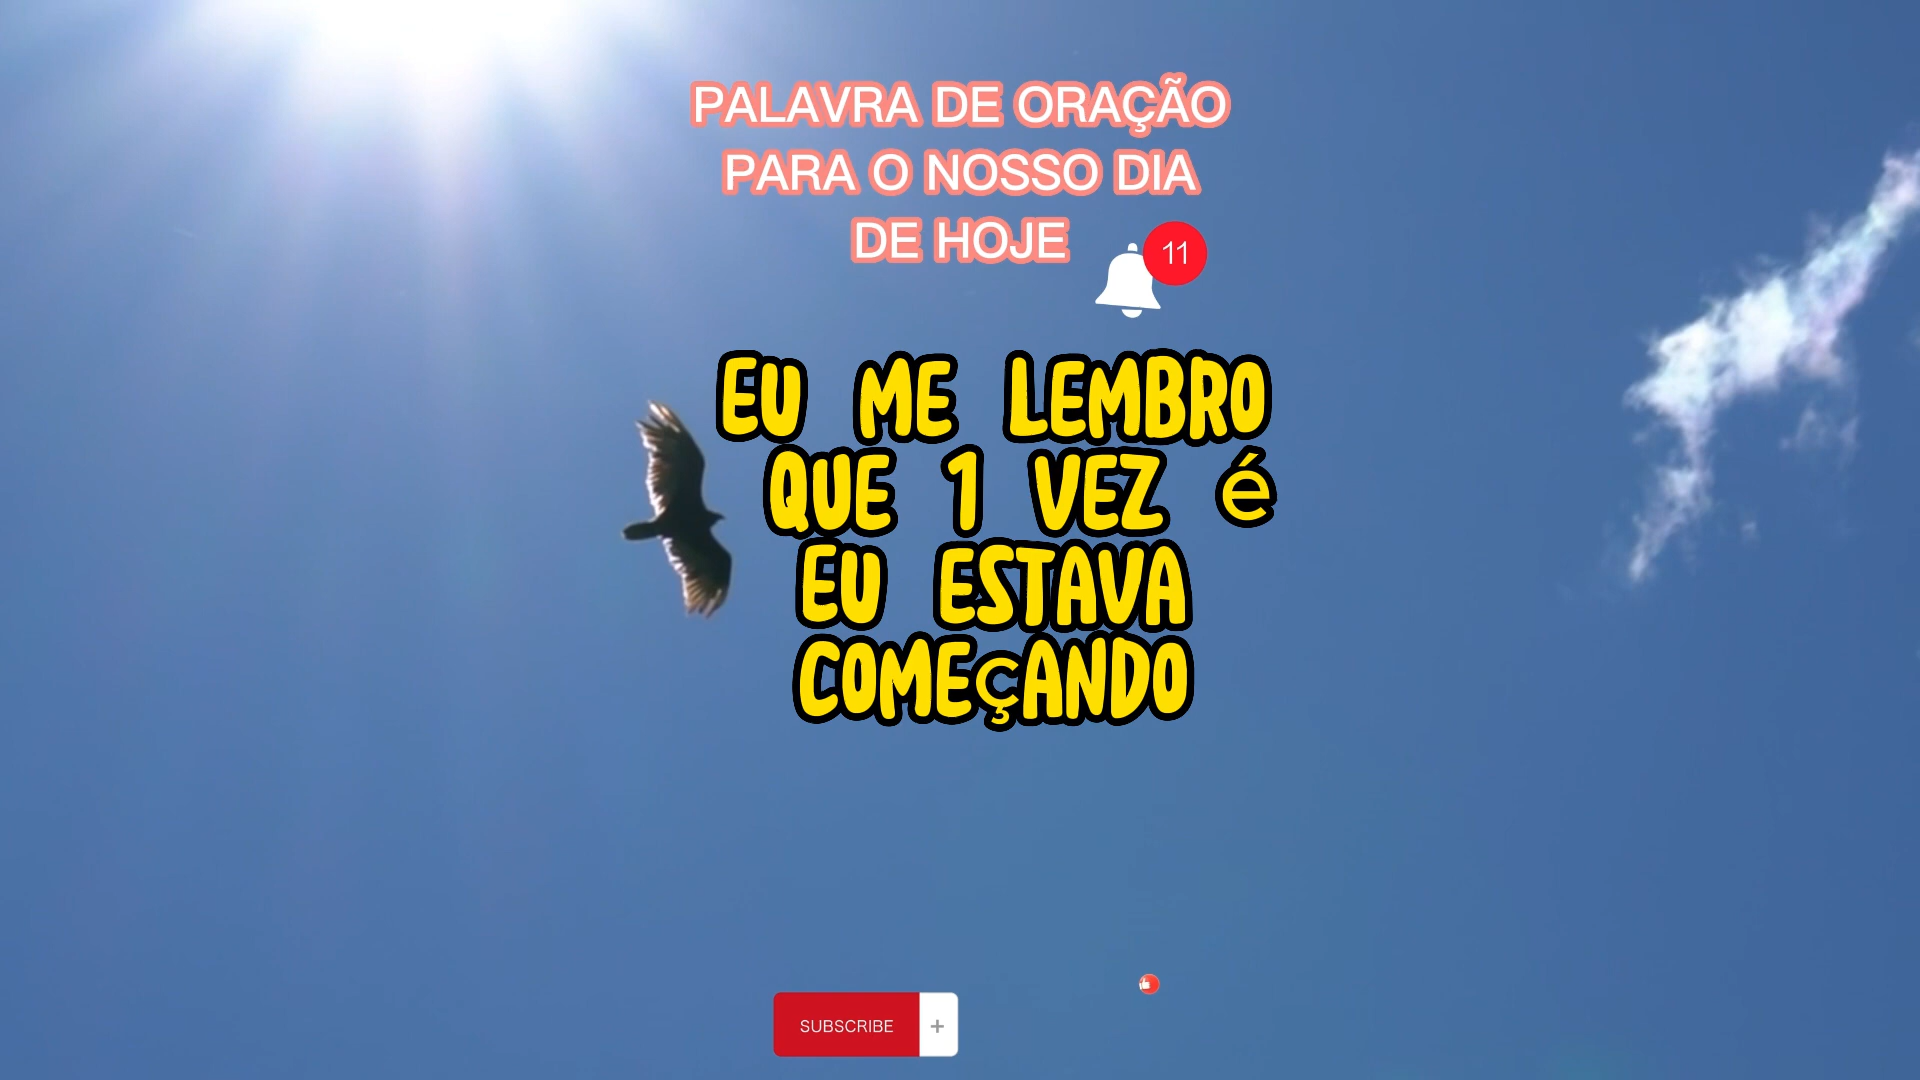 PALAVRA DE ORAÇÃO
PARA O NOSSO DIA
DE HOJE
11
EU ME LEMBRO
QUE 1 VEZ é
EU ESTAVA
COMEÇANDO
SUBSCRIBE +